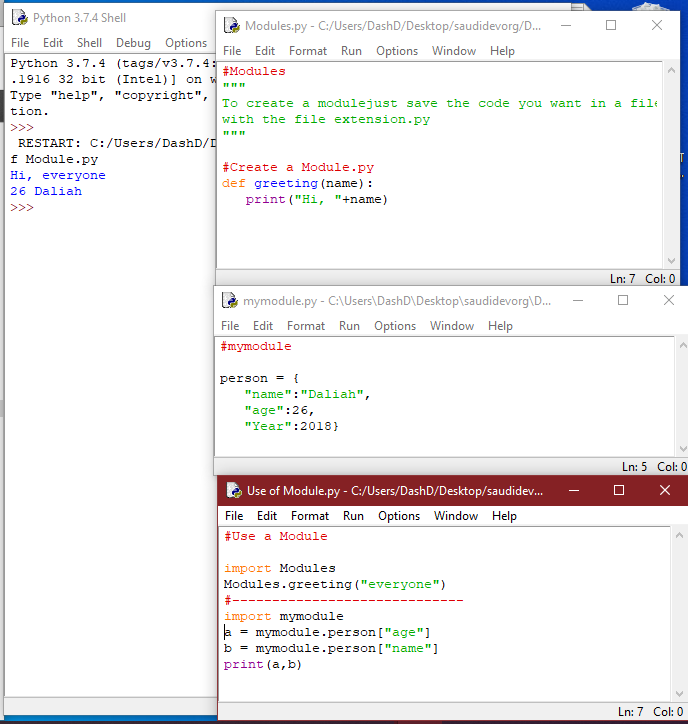 Python 3.7.4 Shell
File Edit Shell Debug Options
Python 3.7.4 (tags/v3.7.4:
.1916 32 bit (Intel)] on w
Type "help", "copyright",
tion.
>>>
RESTART: C:/Users/DashD/D
f Module.py
Hi, everyone
26 Daliah
>>>
Modules.py - C:/Users/DashD/Desktop/saudidevorg/D...
File Edit Format Run Options Window Help
#Modules
"""
To create a modulejust save the code you want in a file
with the file extension.py
"""
#Create a Module.py
def greeting(name):
print("Hi, "+name)
Ln: 7 Col: 0
mymodule.py - C:\Users\DashD\Desktop\saudidevorg\D...
File Edit Format Run Options Window Help
#mymodule
person = {
"name":"Daliah",
"age":26,
"Year":2018}
Ln: 5 Col: 0
Use of Module.py - C:/Users/DashD/Desktop/saudidev...
File Edit Format Run Options Window Help
#Use a Module
import Modules
Modules.greeting("everyone")
#-----------------------------
import mymodule
a = mymodule.person["age"]
b = mymodule.person["name"]
print(a,b)
Ln: 7 Col: 0